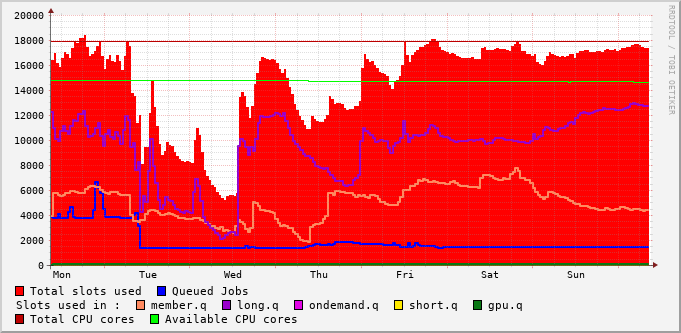 RRDTOOL / TOBI OETIKER
20000
18000
16000
14000
12000
10000
8000
6000
4000
2000
0
Mon Tue Wed Thu Fri Sat Sun
Total slots used Queued Jobs
Slots used in : member.q long.q ondemand.q short.q gpu.q
Total CPU cores Available CPU cores